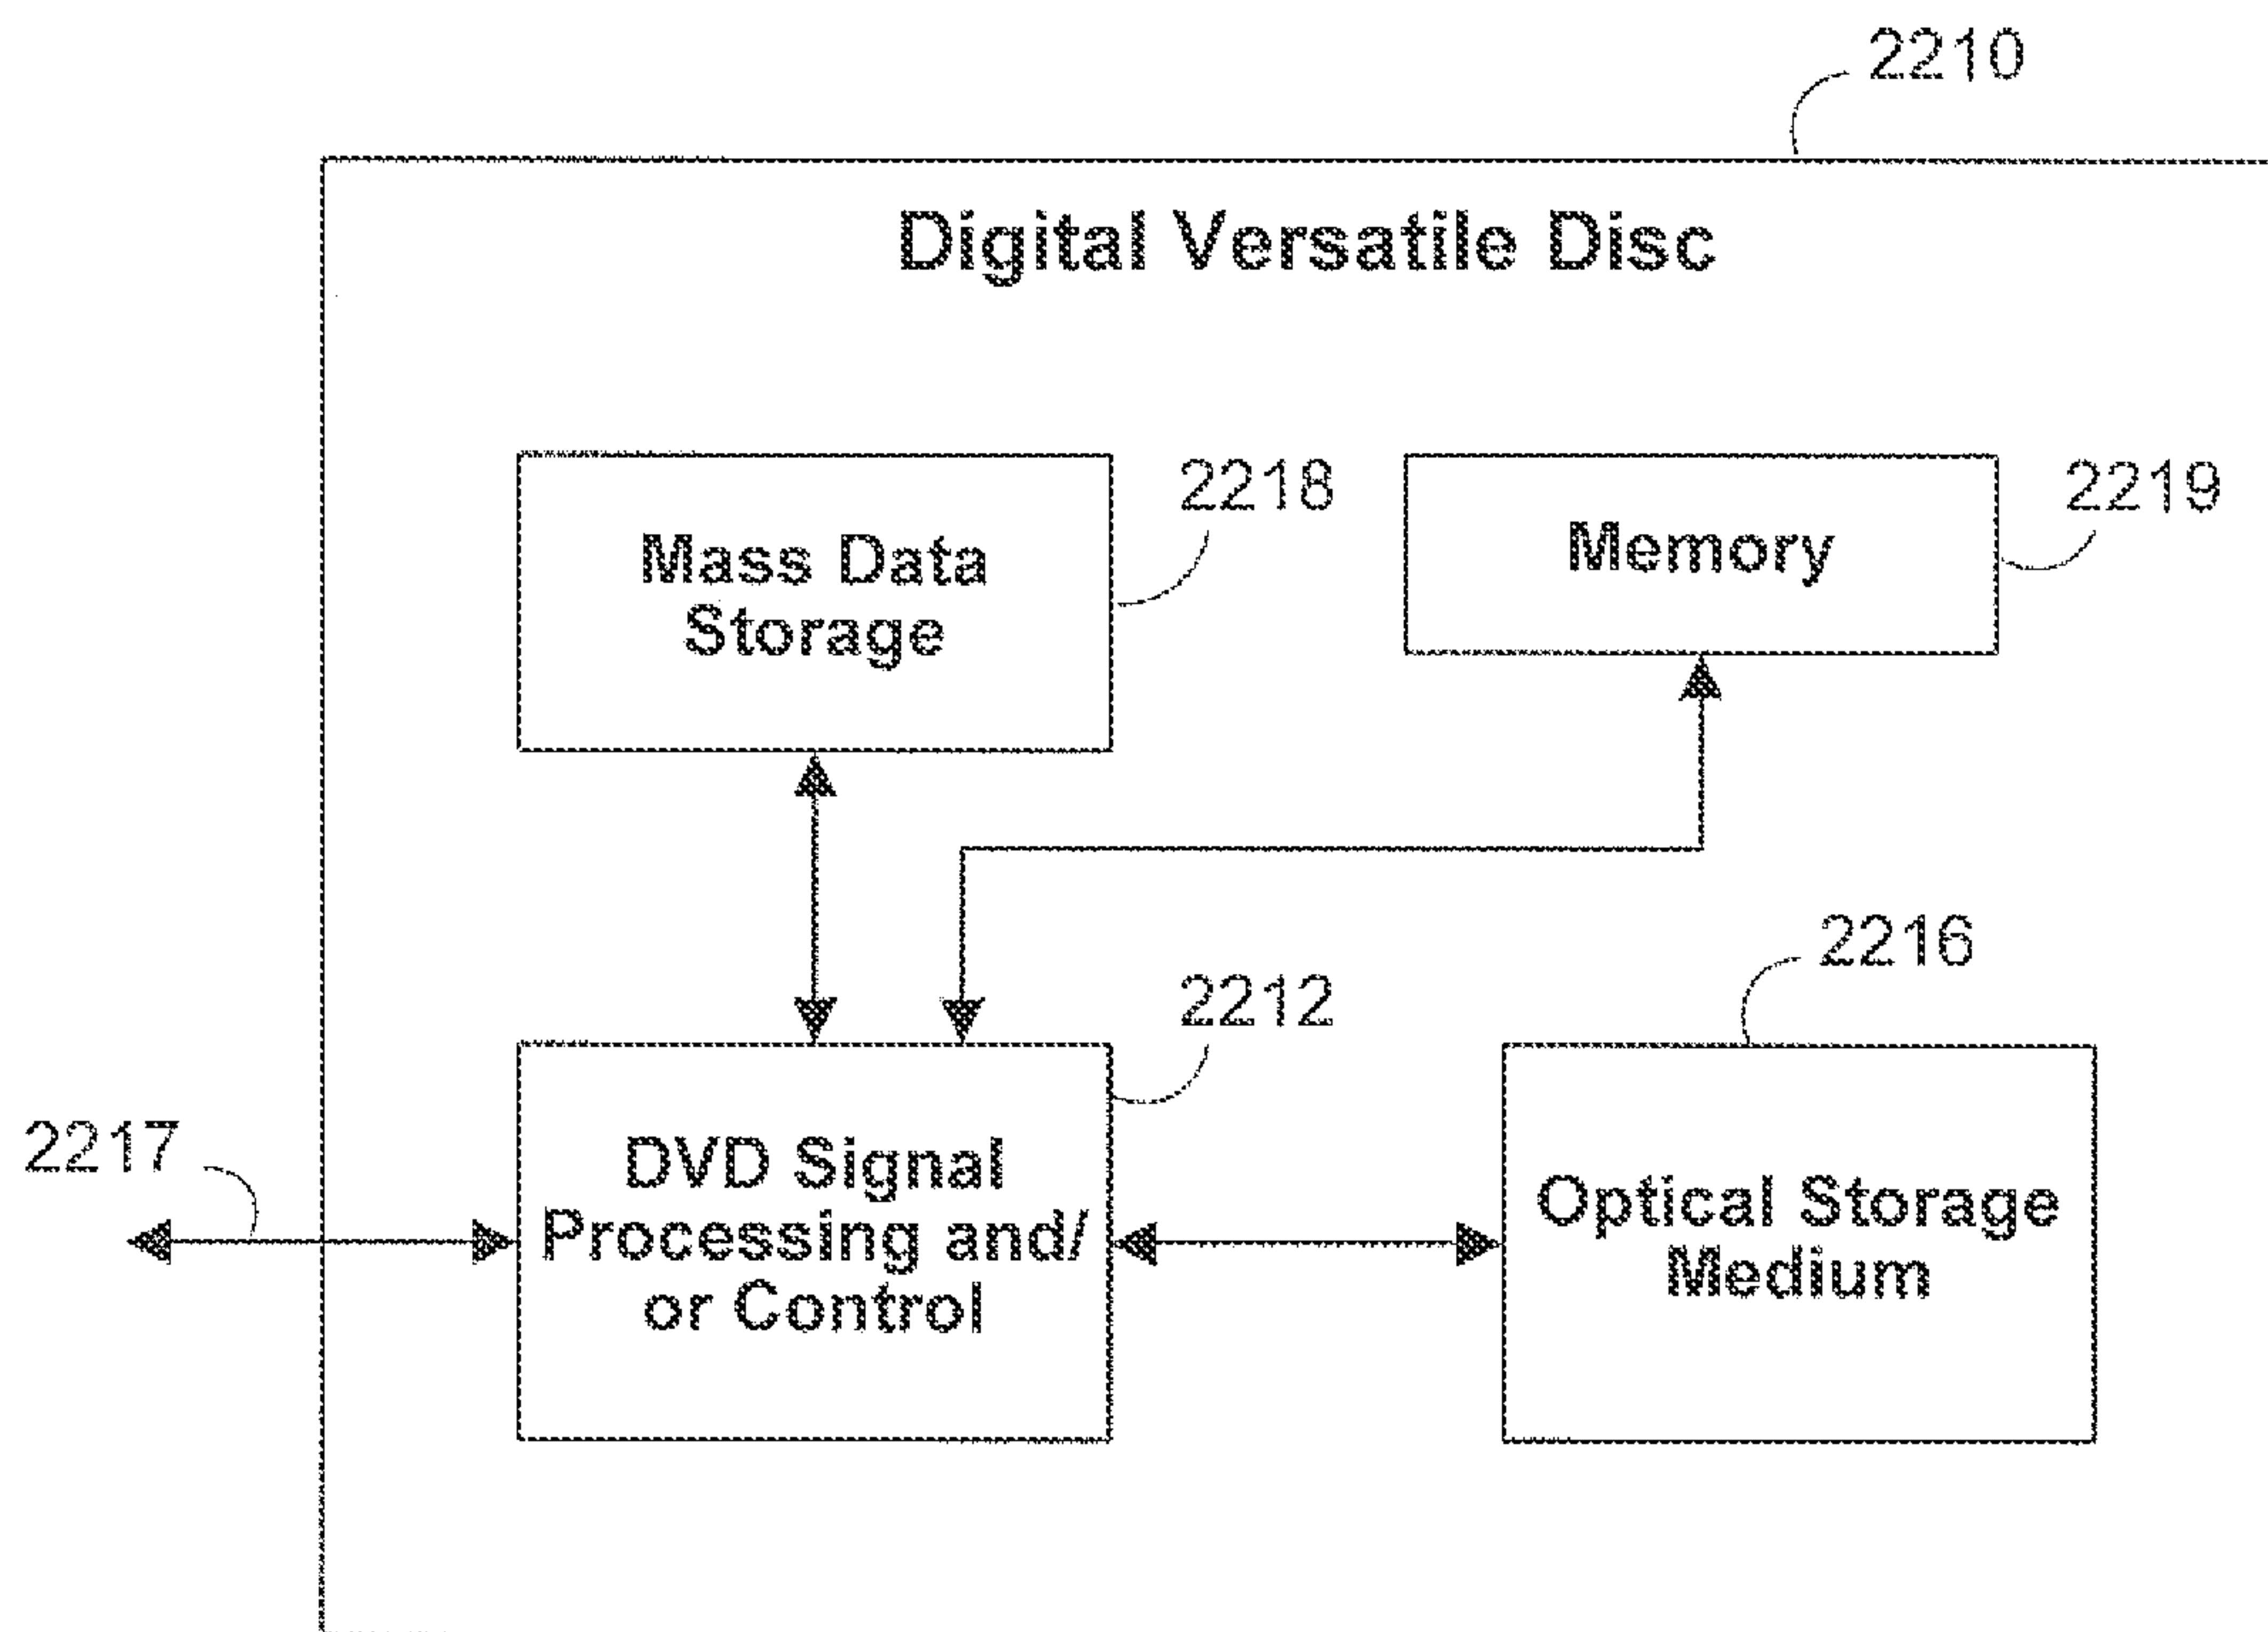 2210
Digital Versatile Disc
Mass Data
Storage
2218
Memory
2219
2216
2212
2217
DVD Signal
Processing and/
or Control
Optical Storage
Medium